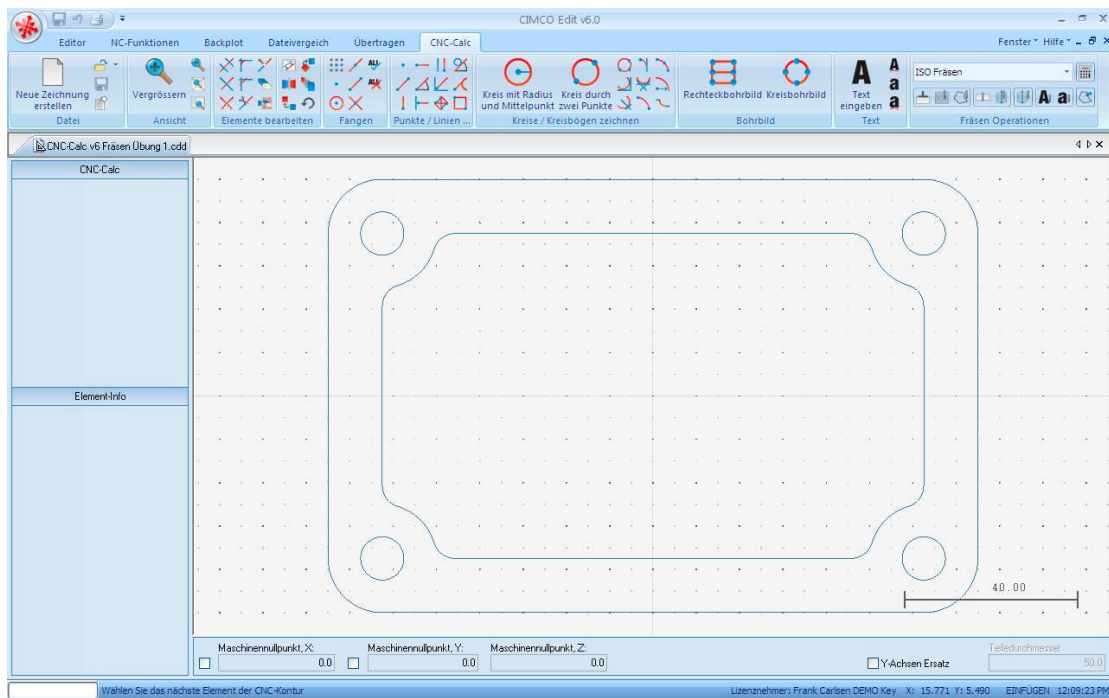 CIMCO Edit v6.0
Editor NC-Funktionen Backplot Dateivergeich Übertragen CNC-Calc Fenster Hilfe
Neue Zeichnung erstellen
Vergrössern
Kreis mit Radius und Mittelpunkt
Kreis durch zwei Punkte
Rechteckbohrbild Kreisbohrbild
Text eingeben
ISO Fräsen
Datei Ansicht Elemente bearbeiten Fangen Punkte / Linien ... Kreise / Kreisbögen zeichnen Bohrbild Text Fräsen Operationen
CNC-Calc v6 Fräsen Übung 1.cdd
CNC-Calc
Element-Info
40.00
Maschinennullpunkt, X: Maschinennullpunkt, Y: Maschinennullpunkt, Z: Teiledurchmesser
0.0 0.0 0.0 Y-Achsen Ersatz 50.0
Wählen Sie das nächste Element der CNC-Kontur Lizenznehmer: Frank Carlsen DEMO Key X: 15.771 Y: 5.490 EINFÜGEN 12:09:23 PM